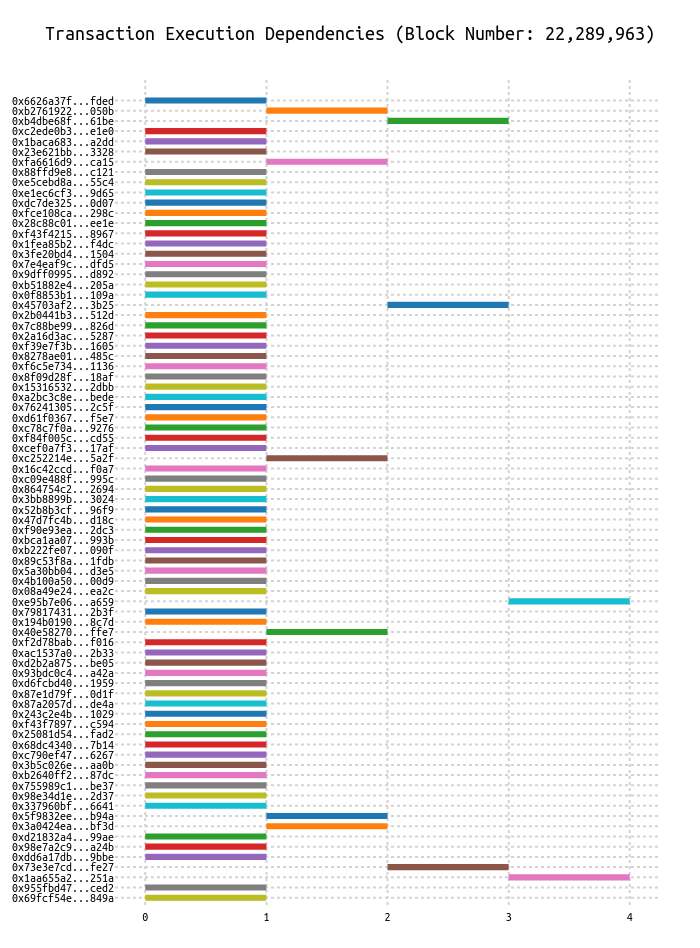 Transaction Execution Dependencies (Block Number: 22,289,963)
0x6626a37f...fded
0xb2761922...050b
0xb4dbe68f...61be
0xc2ede0b3...e1e0
0x1baca683...a2dd
0x23e621bb...3328
0xfa6616d9...ca15
0x88ffd9e8...c121
0xe5cebd8a...55c4
0xe1ec6cf3...9d65
0xdc7de325...0d07
0xfce108ca...298c
0x28c88c01...ee1e
0xf43f4215...8967
0x1fea85b2...f4dc
0x3fe20bd4...1504
0x7e4eaf9c...dfd5
0x9dff0995...d892
0xb51882e4...205a
0x0f8853b1...109a
0x45703af2...3b25
0x2b0441b3...512d
0x7c88be99...826d
0x2a16d3ac...5287
0xf39e7f3b...1605
0x8278ae01...485c
0xf6c5e734...1136
0x8f09d28f...18af
0x15316532...2dbb
0xa2bc3c8e...bede
0x76241305...2c5f
0xd61f0367...f5e7
0xc78c7f0a...9276
0xf84f005c...cd55
0xcef0a7f3...17af
0xc252214e...5a2f
0x16c42ccd...f0a7
0xc09e488f...995c
0x864754c2...2694
0x3bb8899b...3024
0x52b8b3cf...96f9
0x47d7fc4b...d18c
0xf90e93ea...2dc3
0xbca1aa07...993b
0xb222fe07...090f
0x89c53f8a...1fdb
0x5a30bb04...d3e5
0x4b100a50...00d9
0x08a49e24...ea2c
0xe95b7e06...a659
0x79817431...2b3f
0x194b0190...8c7d
0x40e58270...ffe7
0xf2d78bab...f016
0xac1537a0...2b33
0xd2b2a875...be05
0x93bdc0c4...a42a
0xd6fcbd40...1959
0x87e1d79f...0d1f
0x87a2057d...de4a
0x243c2e4b...1029
0xf43f7897...c594
0x25081d54...fad2
0x68dc4340...7b14
0xc790ef47...6267
0x3b5c026e...aa0b
0xb2640ff2...87dc
0x755989c1...be37
0x98e34d1e...2d37
0x337960bf...6641
0x5f9832ee...b94a
0x3a0424ea...bf3d
0xd21832a4...99ae
0x98e7a2c9...a24b
0xdd6a17db...9bbe
0x73e3e7cd...fe27
0x1aa655a2...251a
0x955fbd47...ced2
0x69fcf54e...849a
0 1 2 3 4